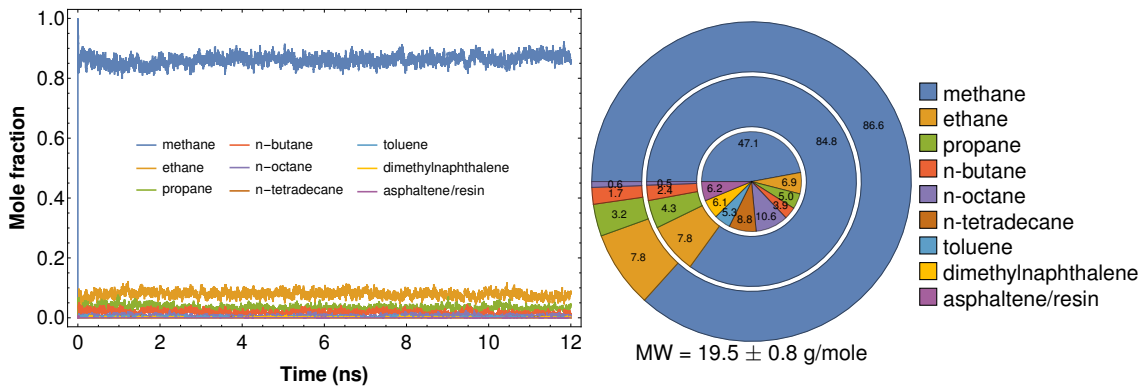 Mole fraction
1.0
0.8
0.6
0.4
0.2
0.0
methane
n−butane
toluene
ethane
n−octane
dimethylnaphthalene
propane
n−tetradecane
asphaltene/resin
0
2
4
6
8
10
12
Time (ns)
86.6
84.8
47.1
6.9
5.0
3.9
10.6
8.8
5.3
6.1
6.2
0.5
2.4
4.3
7.8
0.6
1.7
3.2
7.8
MW = 19.5 ± 0.8 g/mole
methane
ethane
propane
n−butane
n−octane
n−tetradecane
toluene
dimethylnaphthalene
asphaltene/resin